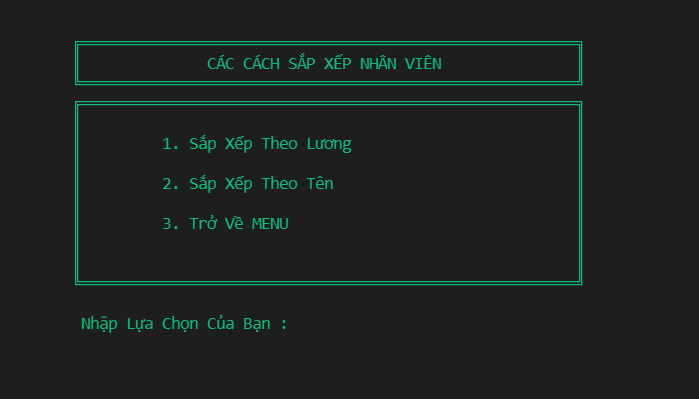 CÁC CÁCH SẮP XẾP NHÂN VIÊN
1. Sắp Xếp Theo Lương
2. Sắp Xếp Theo Tên
3. Trở Về MENU
Nhập Lựa Chọn Của Bạn :